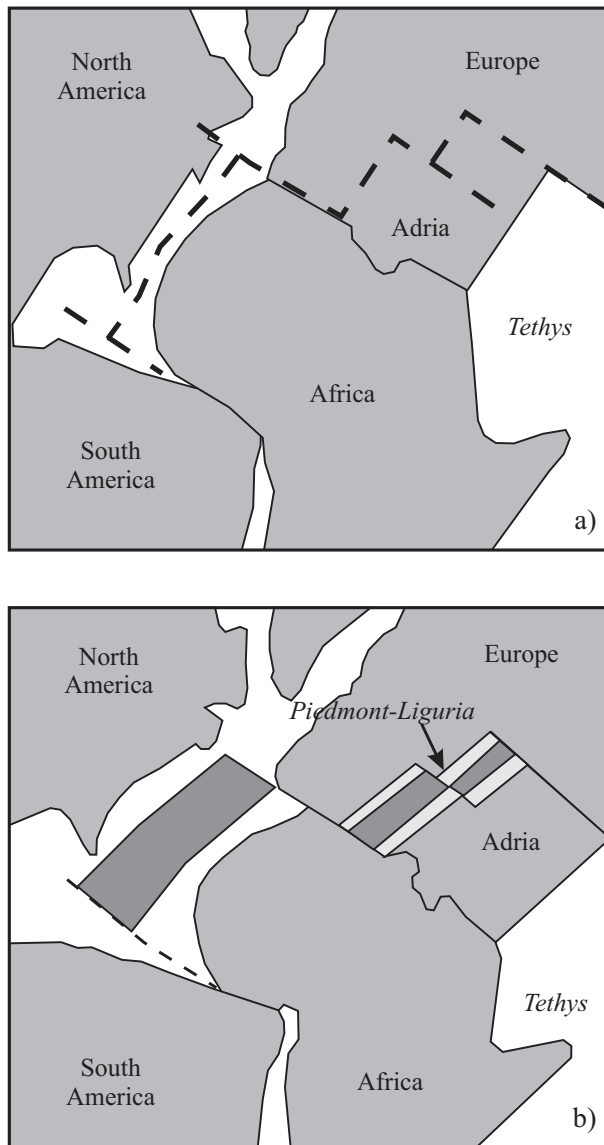 North
America
Europe
Adria
Tethys
Africa
South
America
a)
North
America
Europe
Piedmont-Liguria
Adria
Tethys
South
America
Africa
b)